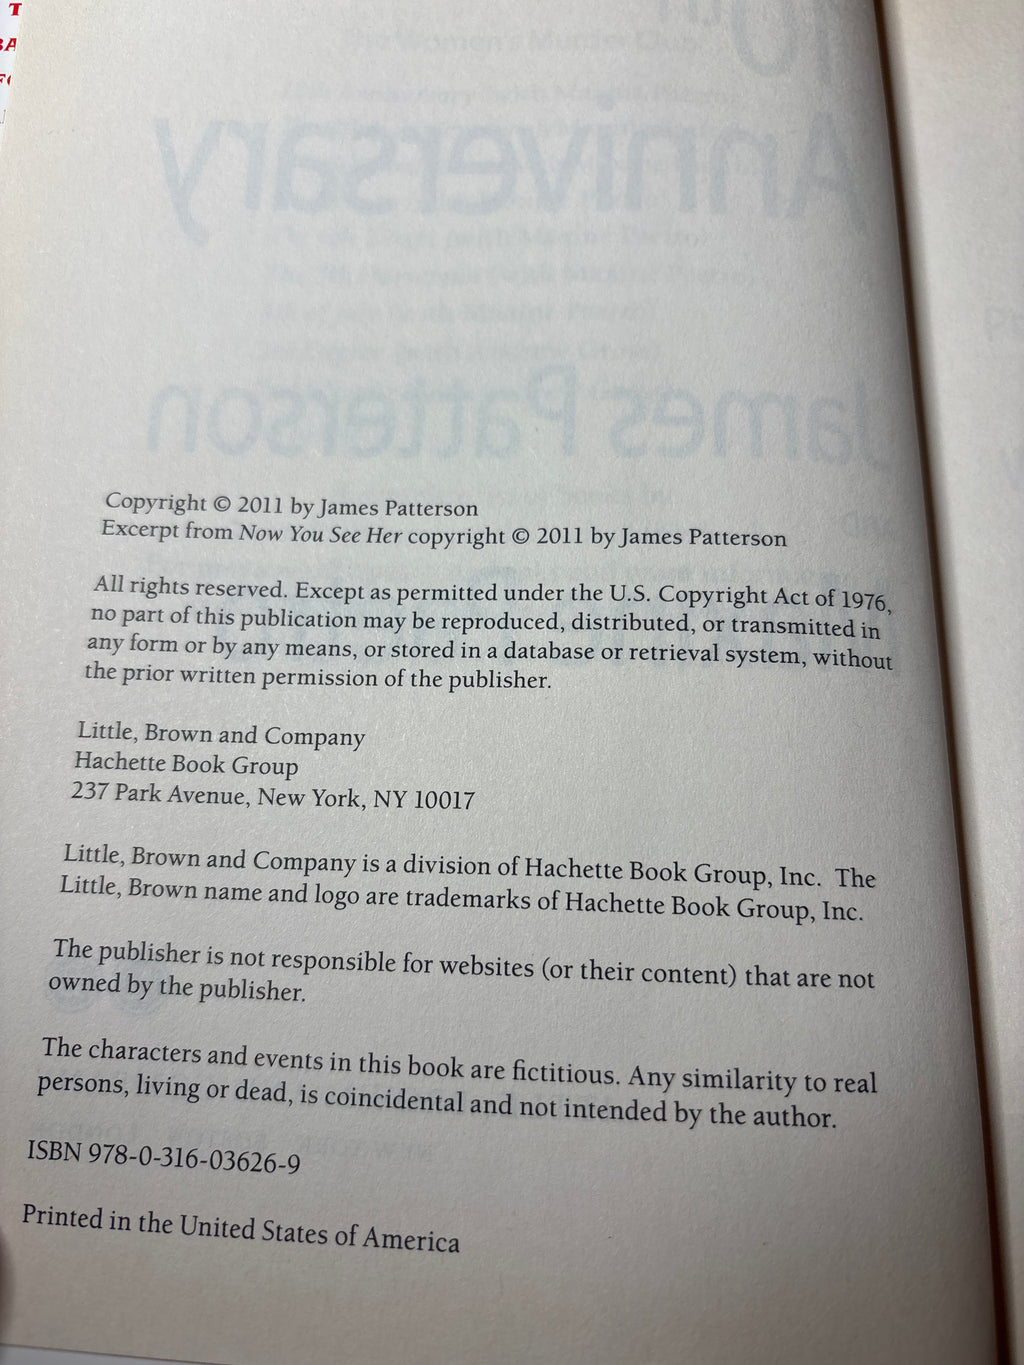 Anniversary
James Patterson
Copyright © 2011 by James Patterson
Excerpt from Now You See Her copyright © 2011 by James Patterson
All rights reserved. Except as permitted under the U.S. Copyright Act of 1976,
no part of this publication may be reproduced, distributed, or transmitted in
any form or by any means, or stored in a database or retrieval system, without
the prior written permission of the publisher.
Little, Brown and Company
Hachette Book Group
237 Park Avenue, New York, NY 10017
Little, Brown and Company is a division of Hachette Book Group, Inc. The
Little, Brown name and logo are trademarks of Hachette Book Group, Inc.
The publisher is not responsible for websites (or their content) that are not
owned by the publisher.
The characters and events in this book are fictitious. Any similarity to real
persons, living or dead, is coincidental and not intended by the author.
ISBN 978-0-316-03626-9
Printed in the United States of America